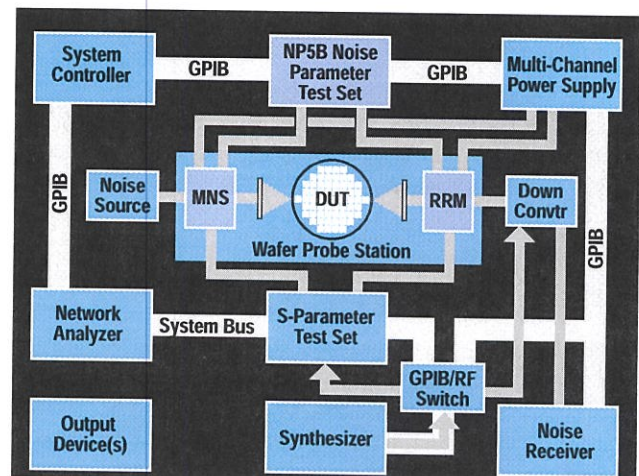 System
Controller
GPIB
NP5B Noise
Parameter
Test Set
GPIB
Multi-Channel
Power Supply
Noise
Source
MNS
DUT
RRM
Down
Convtr
Wafer Probe Station
GPIB
GPIB
Network
Analyzer
System Bus
S-Parameter
Test Set
GPIB/RF
Switch
Output
Device(s)
Synthesizer
Noise
Receiver